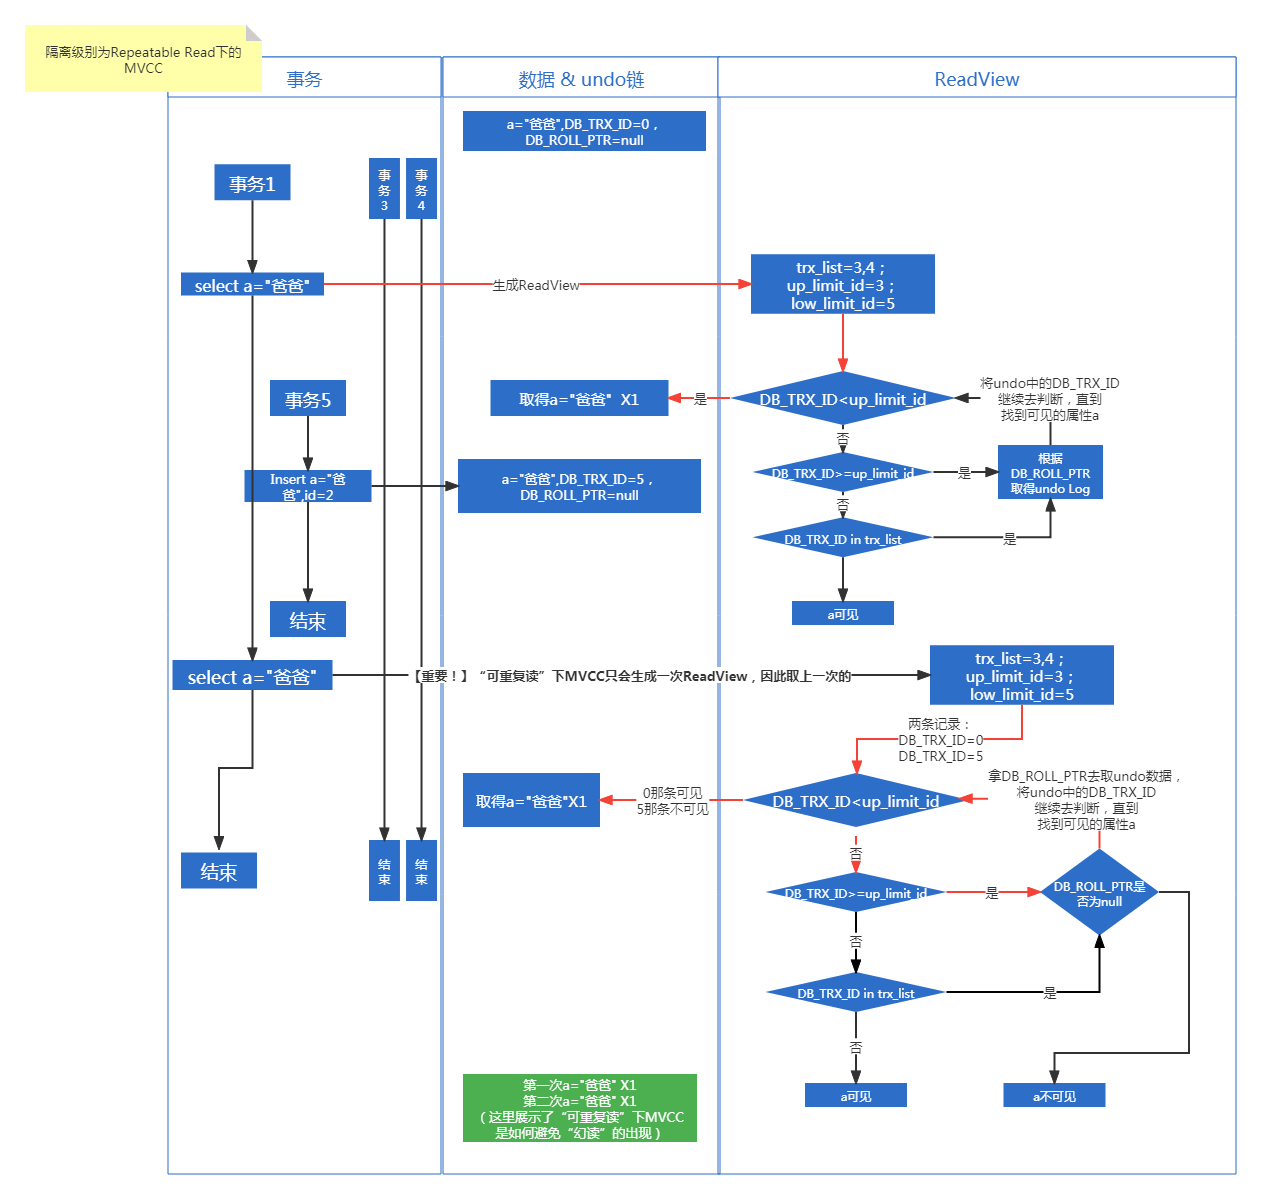 隔离级别为Repeatable Read下的
MVCC
事务
数据 & undo链
ReadView
a="爸爸",DB_TRX_ID=0，
DB_ROLL_PTR=null
事务1
事
务
3
事
务
4
select a="爸爸"
生成ReadView
trx_list=3,4；
up_limit_id=3；
low_limit_id=5
事务5
取得a="爸爸" X1
是
DB_TRX_ID<up_limit_id
将undo中的DB_TRX_ID
继续去判断，直到
找到可见的属性a
否
Insert a="爸
爸",id=2
a="爸爸",DB_TRX_ID=5，
DB_ROLL_PTR=null
DB_TRX_ID>=up_limit_id
是
根据
DB_ROLL_PTR
取得undo Log
否
DB_TRX_ID in trx_list
是
结束
a可见
select a="爸爸"
【重要！】“可重复读”下MVCC只会生成一次ReadView，因此取上一次的
trx_list=3,4；
up_limit_id=3；
low_limit_id=5
两条记录：
DB_TRX_ID=0
DB_TRX_ID=5
取得a="爸爸"X1
0那条可见
5那条不可见
DB_TRX_ID<up_limit_id
拿DB_ROLL_PTR去取undo数据，
将undo中的DB_TRX_ID
继续去判断，直到
找到可见的属性a
结束
结
束
结
束
否
DB_TRX_ID>=up_limit_id
是
DB_ROLL_PTR是
否为null
否
DB_TRX_ID in trx_list
是
否
a可见
a不可见
第一次a="爸爸" X1
第二次a="爸爸" X1
（这里展示了“可重复读”下MVCC
是如何避免“幻读”的出现）